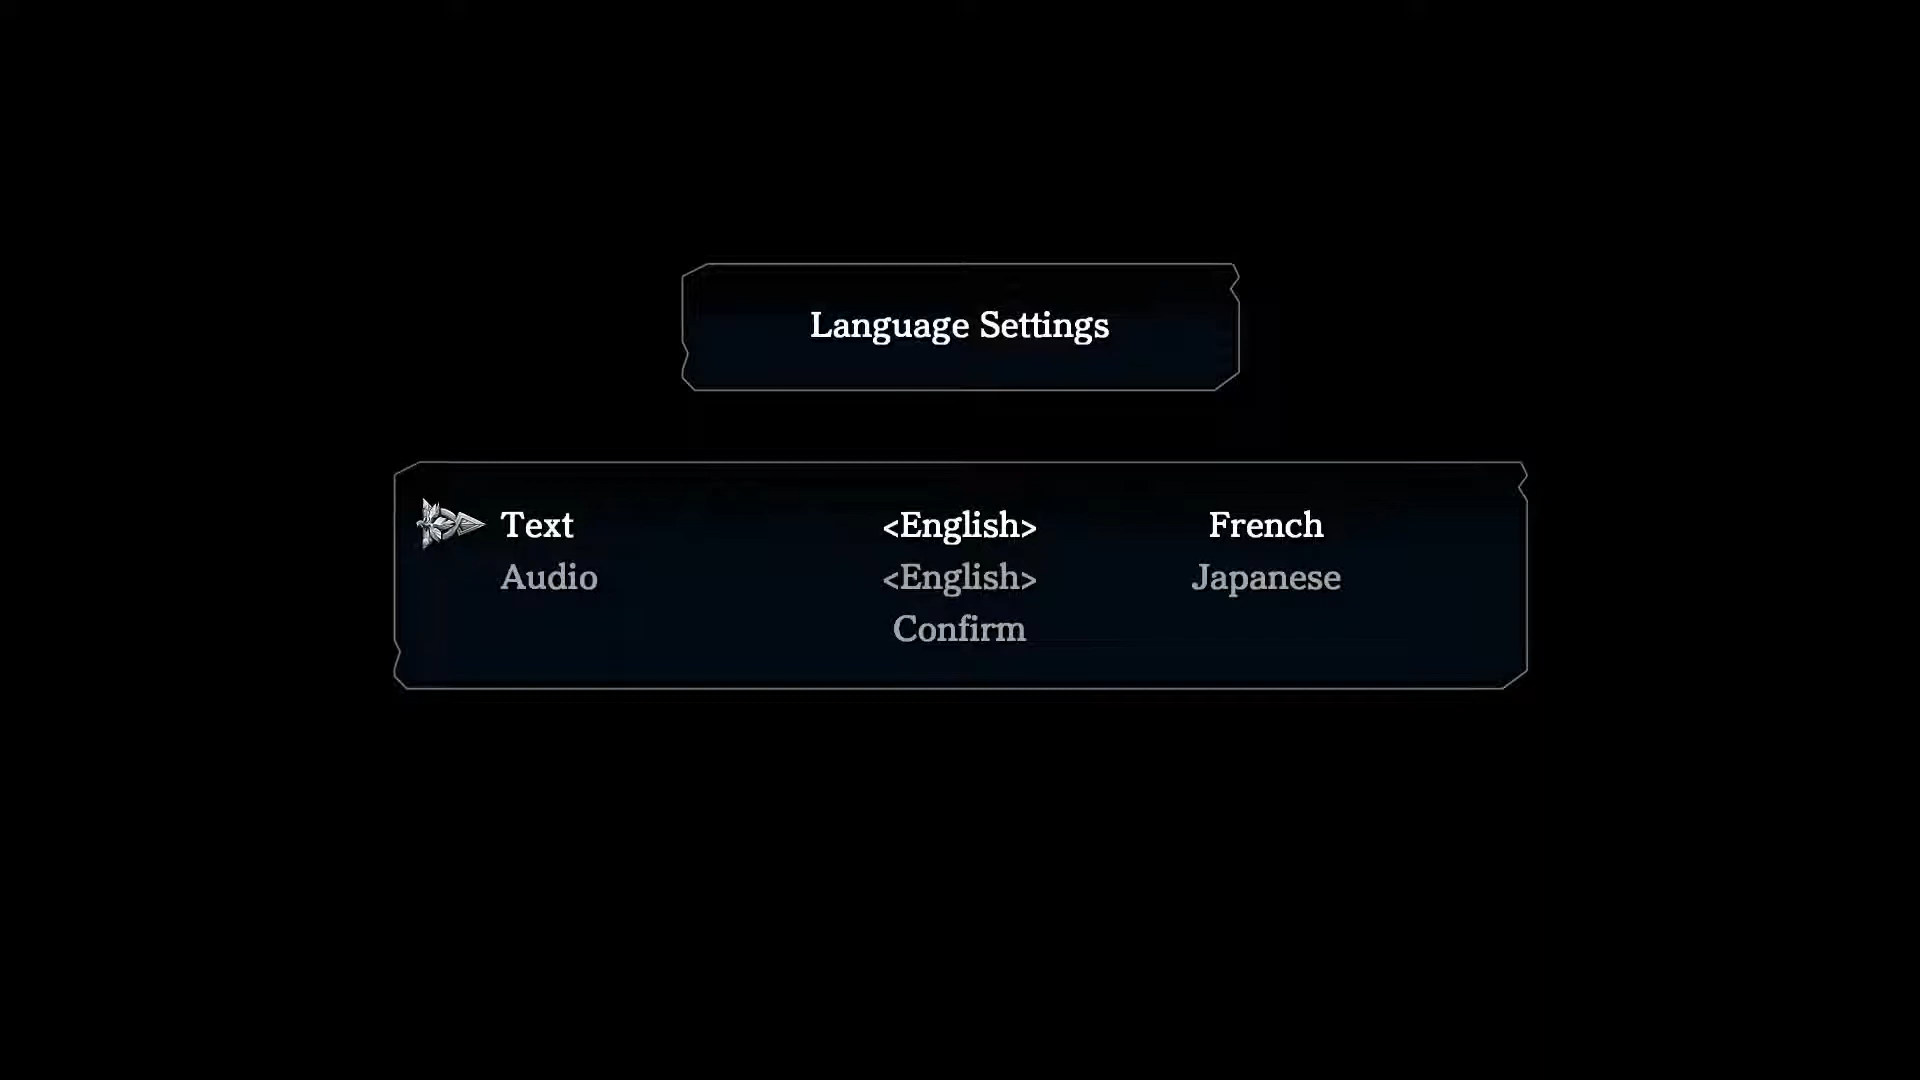 Language Settings
Text <English> French
Audio <English> Japanese
Confirm